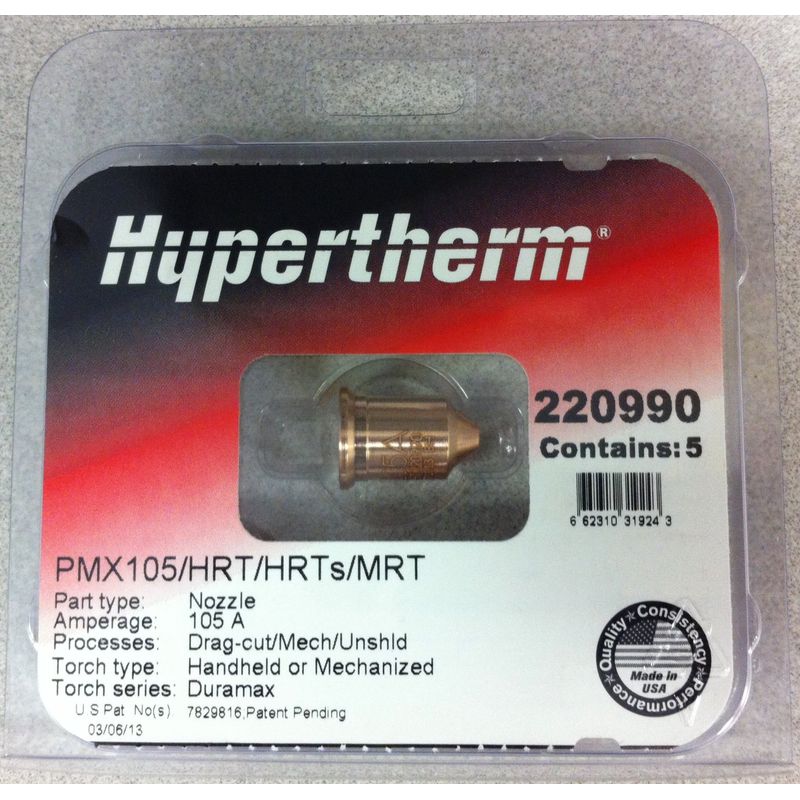 Hypertherm®
220990
Contains: 5
6 62310 31924 3
PMX105/HRT/HRTs/MRT
Part type: Nozzle
Amperage: 105 A
Processes: Drag-cut/Mech/Unshld
Torch type: Handheld or Mechanized
Torch series: Duramax
U.S Pat No(s) 7829816,Patent Pending
03/06/13
Quality ★ Consistency ★ Performance ★
Made in
USA